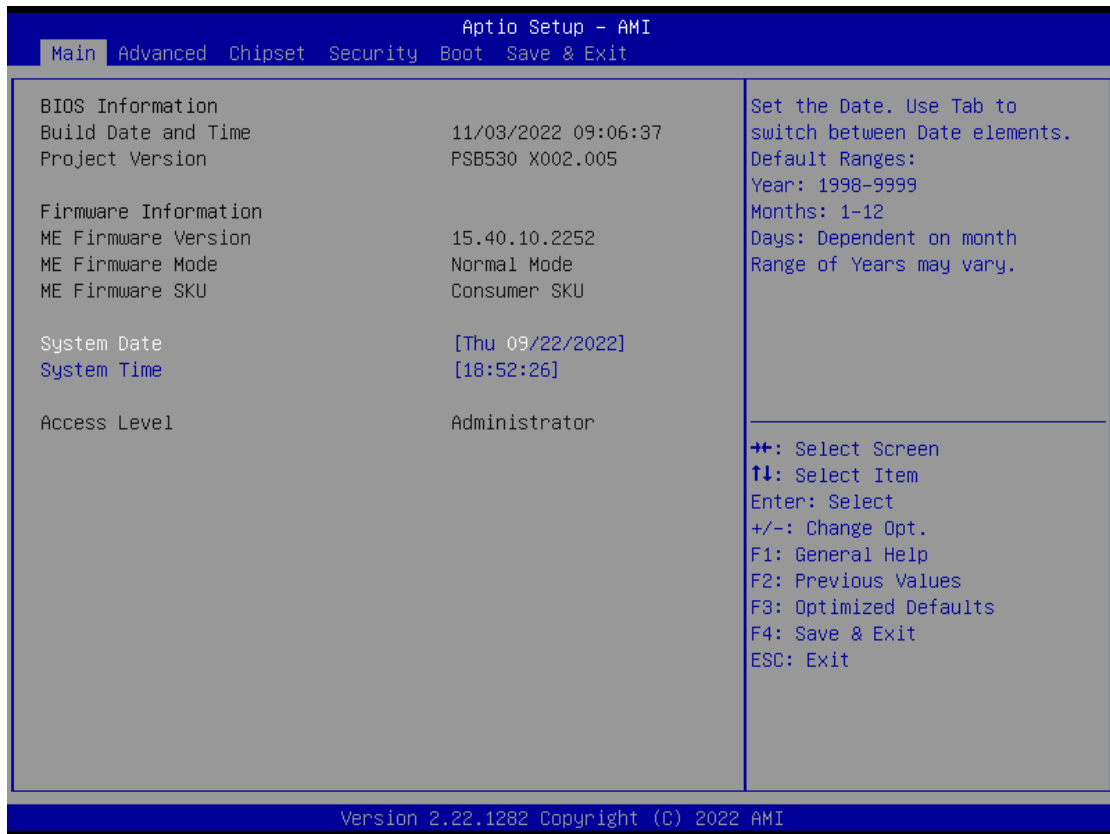 Aptio Setup – AMI
Main Advanced Chipset Security Boot Save & Exit
BIOS Information
Build Date and Time 11/03/2022 09:06:37
Project Version PSB530 X002.005
Firmware Information
ME Firmware Version 15.40.10.2252
ME Firmware Mode Normal Mode
ME Firmware SKU Consumer SKU
System Date [Thu 09/22/2022]
System Time [18:52:26]
Access Level Administrator
Set the Date. Use Tab to
switch between Date elements.
Default Ranges:
Year: 1998-9999
Months: 1-12
Days: Dependent on month
Range of Years may vary.
→←: Select Screen
↑↓: Select Item
Enter: Select
+/-: Change Opt.
F1: General Help
F2: Previous Values
F3: Optimized Defaults
F4: Save & Exit
ESC: Exit
Version 2.22.1282 Copyright (C) 2022 AMI